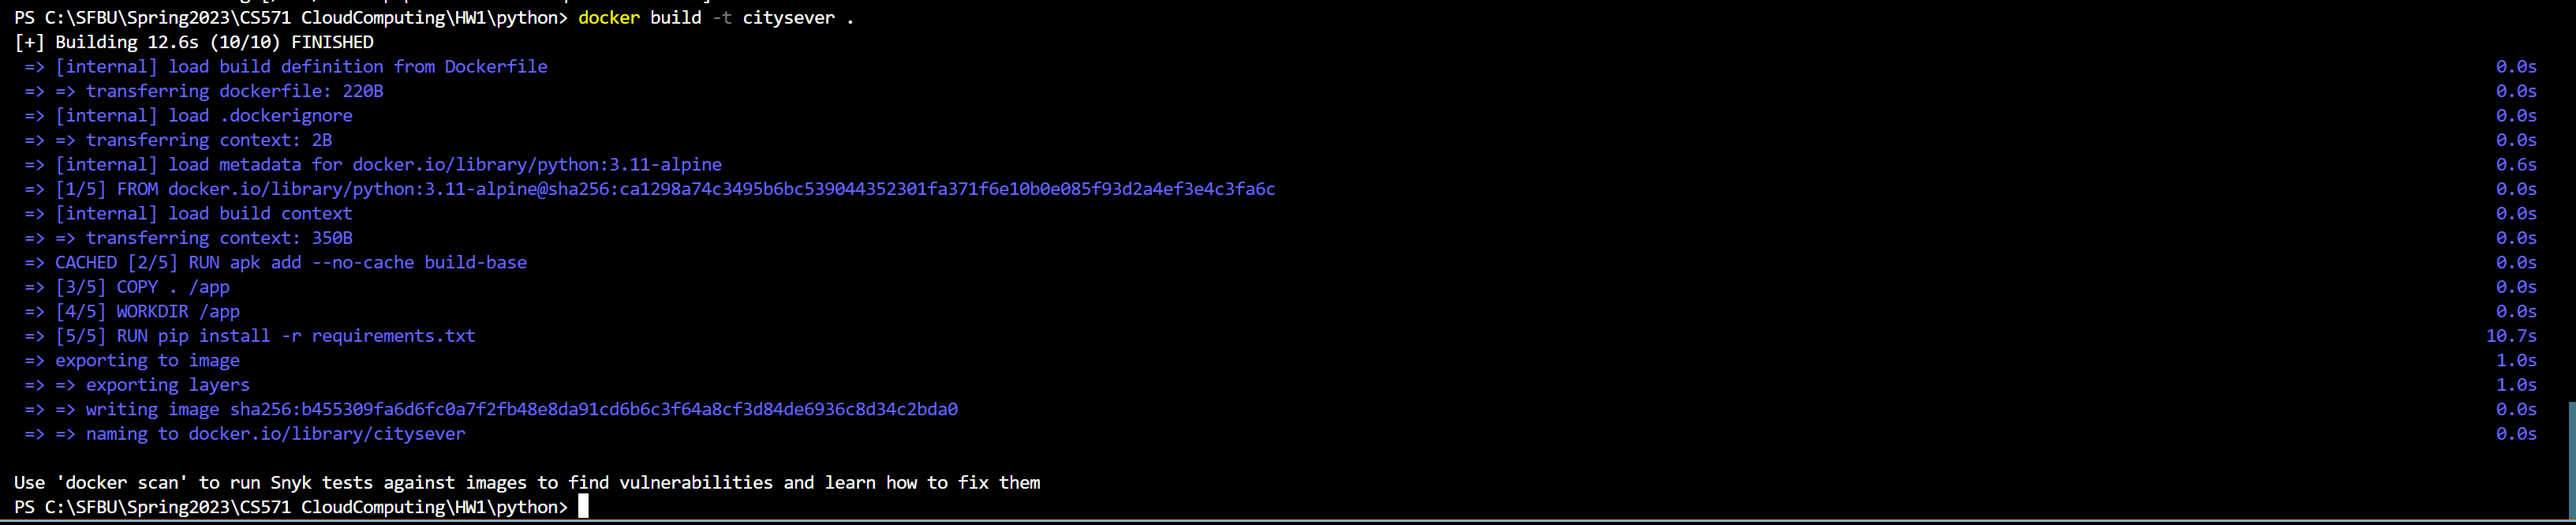 PS C:\SFBU\Spring2023\CS571 CloudComputing\HW1\python> docker build -t citysever .
[+] Building 12.6s (10/10) FINISHED
=> [internal] load build definition from Dockerfile 0.0s
=> => transferring dockerfile: 220B 0.0s
=> [internal] load .dockerignore 0.0s
=> => transferring context: 2B 0.0s
=> [internal] load metadata for docker.io/library/python:3.11-alpine 0.6s
=> [1/5] FROM docker.io/library/python:3.11-alpine@sha256:ca1298a74c3495b6bc539044352301fa371f6e10b0e085f93d2a4ef3e4c3fa6c 0.0s
=> [internal] load build context 0.0s
=> => transferring context: 350B 0.0s
=> CACHED [2/5] RUN apk add --no-cache build-base 0.0s
=> [3/5] COPY . /app 0.0s
=> [4/5] WORKDIR /app 0.0s
=> [5/5] RUN pip install -r requirements.txt 10.7s
=> exporting to image 1.0s
=> => exporting layers 1.0s
=> => writing image sha256:b455309fa6d6fc0a7f2fb48e8da91cd6b6c3f64a8cf3d84de6936c8d34c2bda0 0.0s
=> => naming to docker.io/library/citysever 0.0s
Use 'docker scan' to run Snyk tests against images to find vulnerabilities and learn how to fix them
PS C:\SFBU\Spring2023\CS571 CloudComputing\HW1\python>